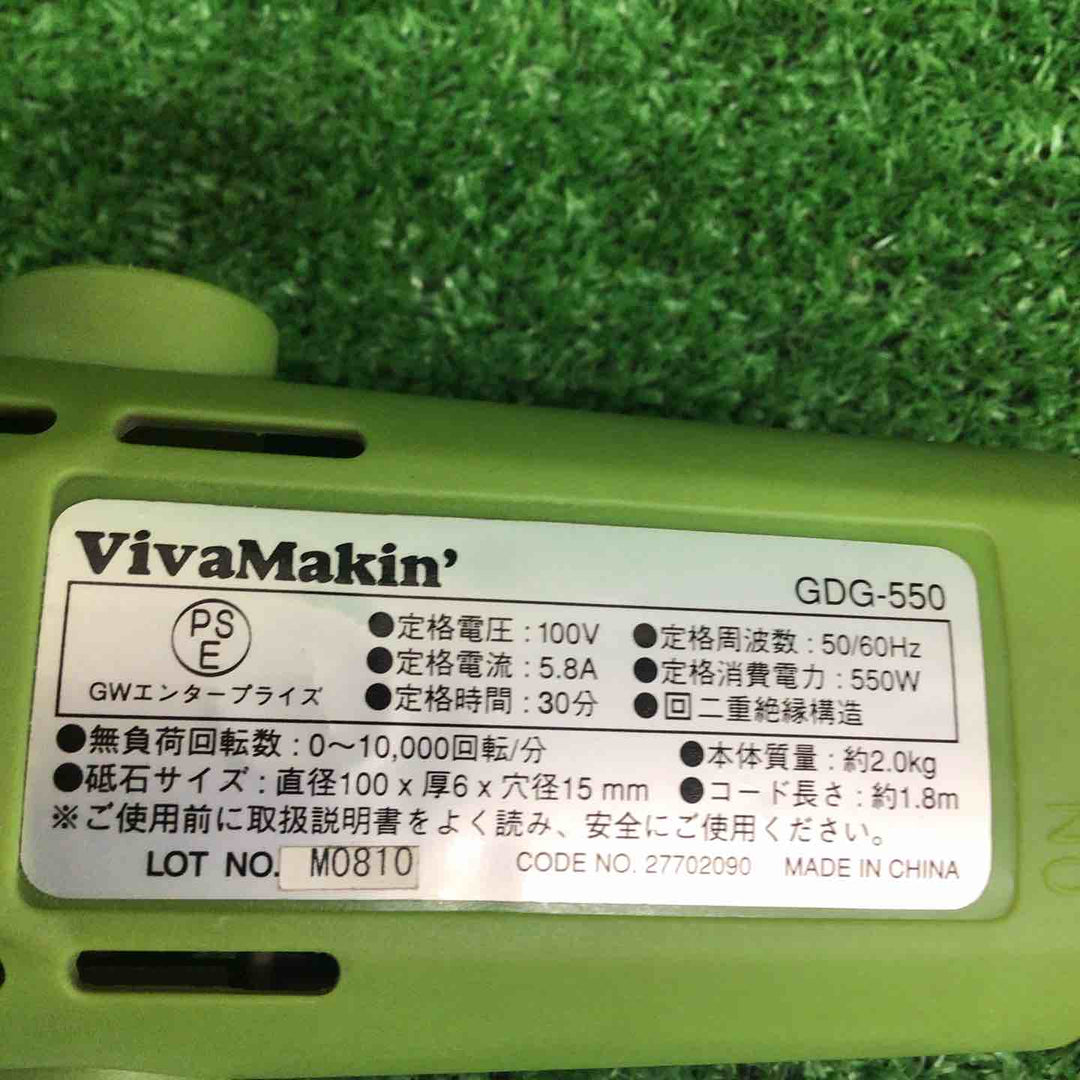 VivaMakin'
GDG-550
PS
E
GWエンタープライズ
●定格電圧：100V ●定格周波数：50/60Hz
●定格電流：5.8A ●定格消費電力：550W
●定格時間：30分 ●回二重絶縁構造
●無負荷回転数：0～10,000回転/分 ●本体質量：約2.0kg
●砥石サイズ：直径100 x 厚6 x 穴径15 mm ●コード長さ：約1.8m
※ご使用前に取扱説明書をよく読み、安全にご使用ください。
LOT NO. M0810 CODE NO. 27702090 MADE IN CHINA
ON